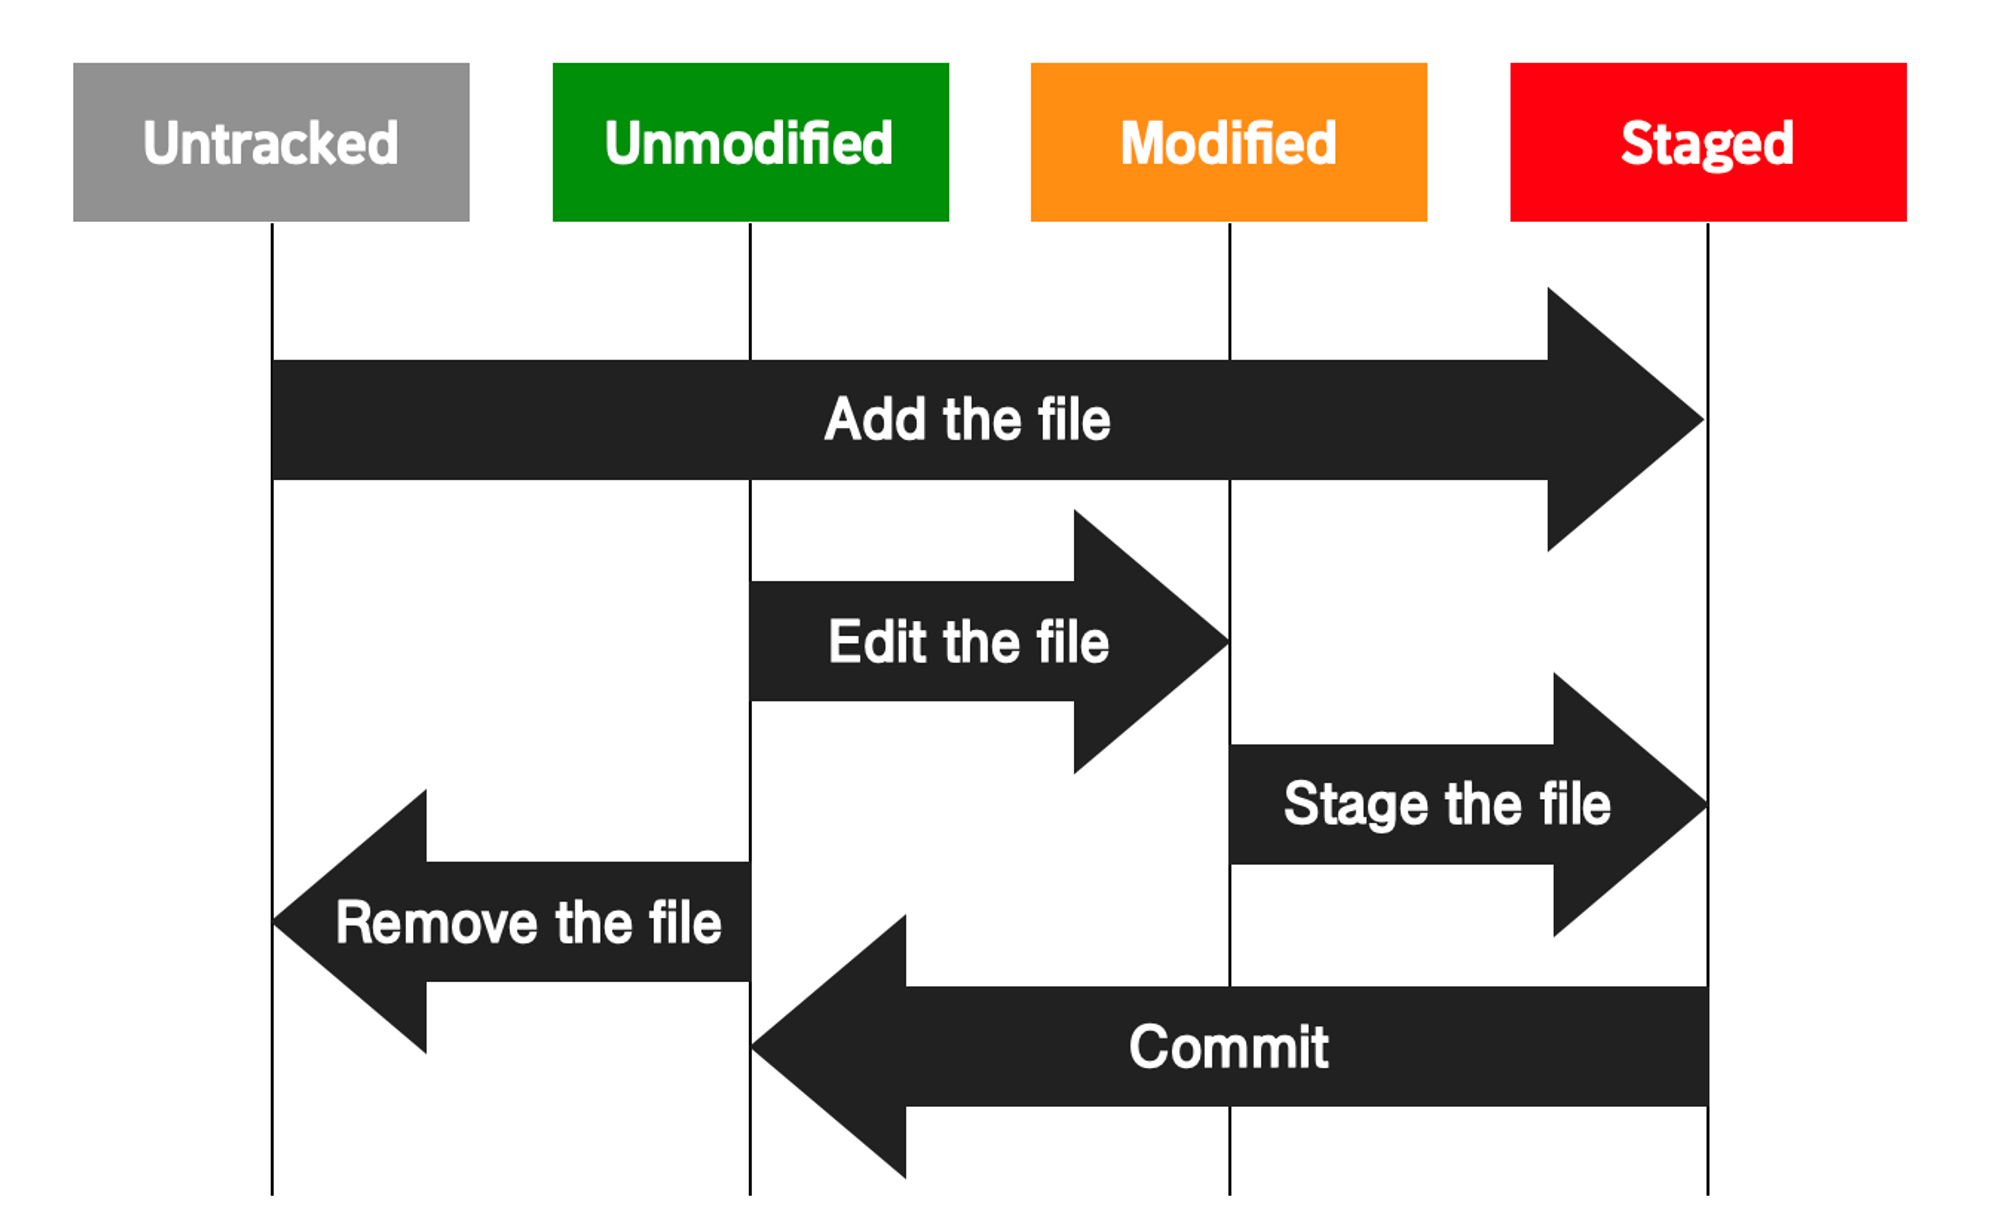 Untracked
Unmodified
Modified
Staged
Add the file
Edit the file
Stage the file
Remove the file
Commit